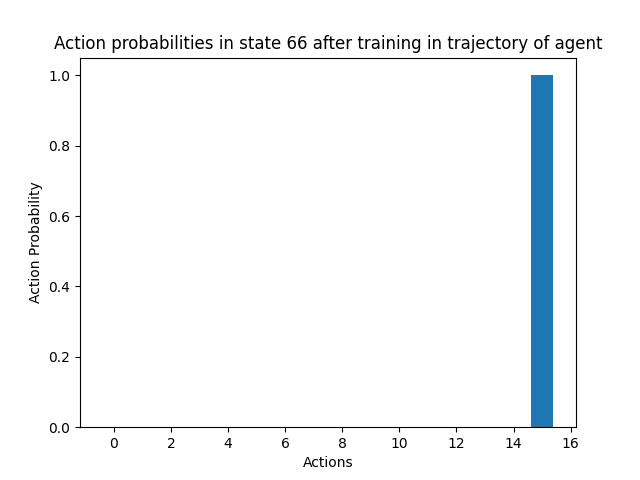 Action probabilities in state 66 after training in trajectory of agent
1.0
0.8
0.6
0.4
0.2
0.0
Action Probability
0 2 4 6 8 10 12 14 16
Actions